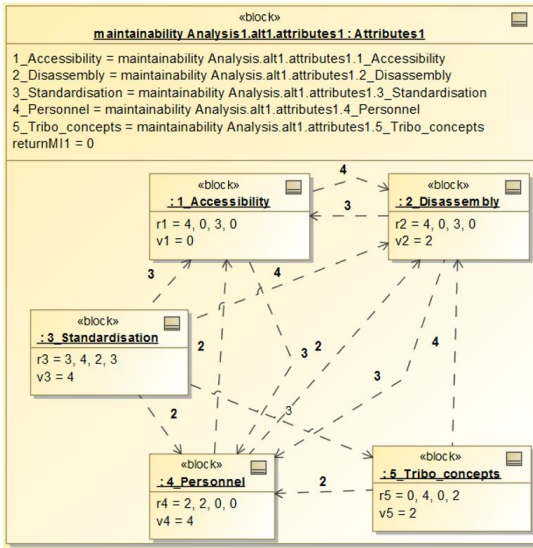 «block»
maintainability Analysis1.alt1.attributes1 : Attributes1
1_Accessibility = maintainability Analysis.alt1.attributes1.1_Accessibility
2_Disassembly = maintainability Analysis.alt1.attributes1.2_Disassembly
3_Standardisation = maintainability Analysis.alt1.attributes1.3_Standardisation
4_Personnel = maintainability Analysis.alt1.attributes1.4_Personnel
5_Tribo_concepts = maintainability Analysis.alt1.attributes1.5_Tribo_concepts
returnMI1 = 0
«block»
: 1_Accessibility
r1 = 4, 0, 3, 0
v1 = 0
4
3
«block»
: 2_Disassembly
r2 = 4, 0, 3, 0
v2 = 2
3
4
«block»
: 3_Standardisation
r3 = 3, 4, 2, 3
v3 = 4
2
3
2
4
3
2
3
«block»
: 4_Personnel
r4 = 2, 2, 0, 0
v4 = 4
2
«block»
: 5_Tribo_concepts
r5 = 0, 4, 0, 2
v5 = 2